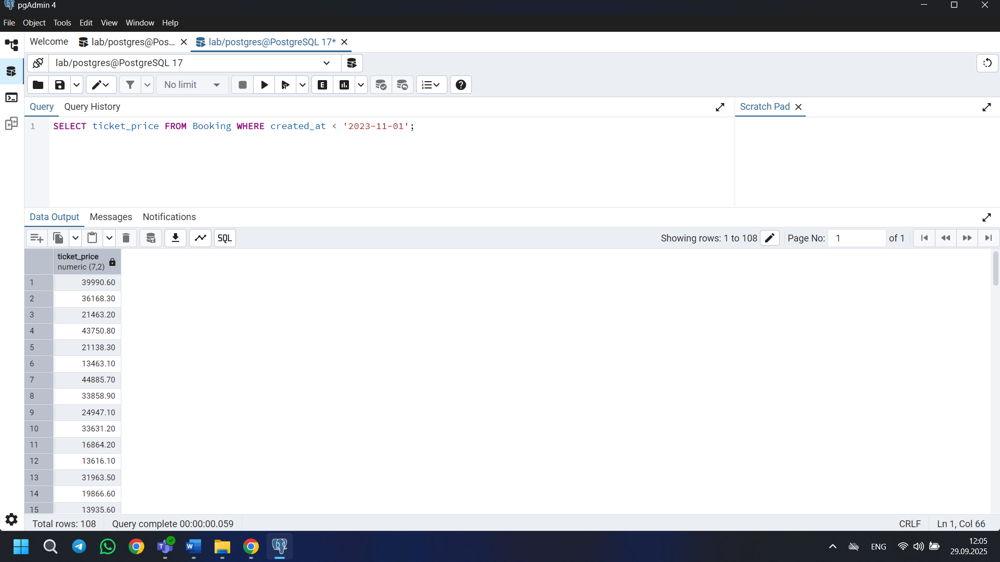 pgAdmin 4
File Object Tools Edit View Window Help
Welcome lab/postgres@Pos... lab/postgres@PostgreSQL 17*
lab/postgres@PostgreSQL 17
No limit E
Query Query History Scratch Pad
1 SELECT ticket_price FROM Booking WHERE created_at < '2023-11-01';
Data Output Messages Notifications
SQL Showing rows: 1 to 108 Page No: 1 of 1
ticket_price
numeric (7,2)
1 39990.60
2 36168.30
3 21463.20
4 43750.80
5 21138.30
6 13463.10
7 44885.70
8 33858.90
9 24947.10
10 33631.20
11 16864.20
12 13616.10
13 31963.50
14 19866.60
15 13935.60
Total rows: 108 Query complete 00:00:00.059 CRLF Ln 1, Col 66
ENG 12:05
29.09.2025